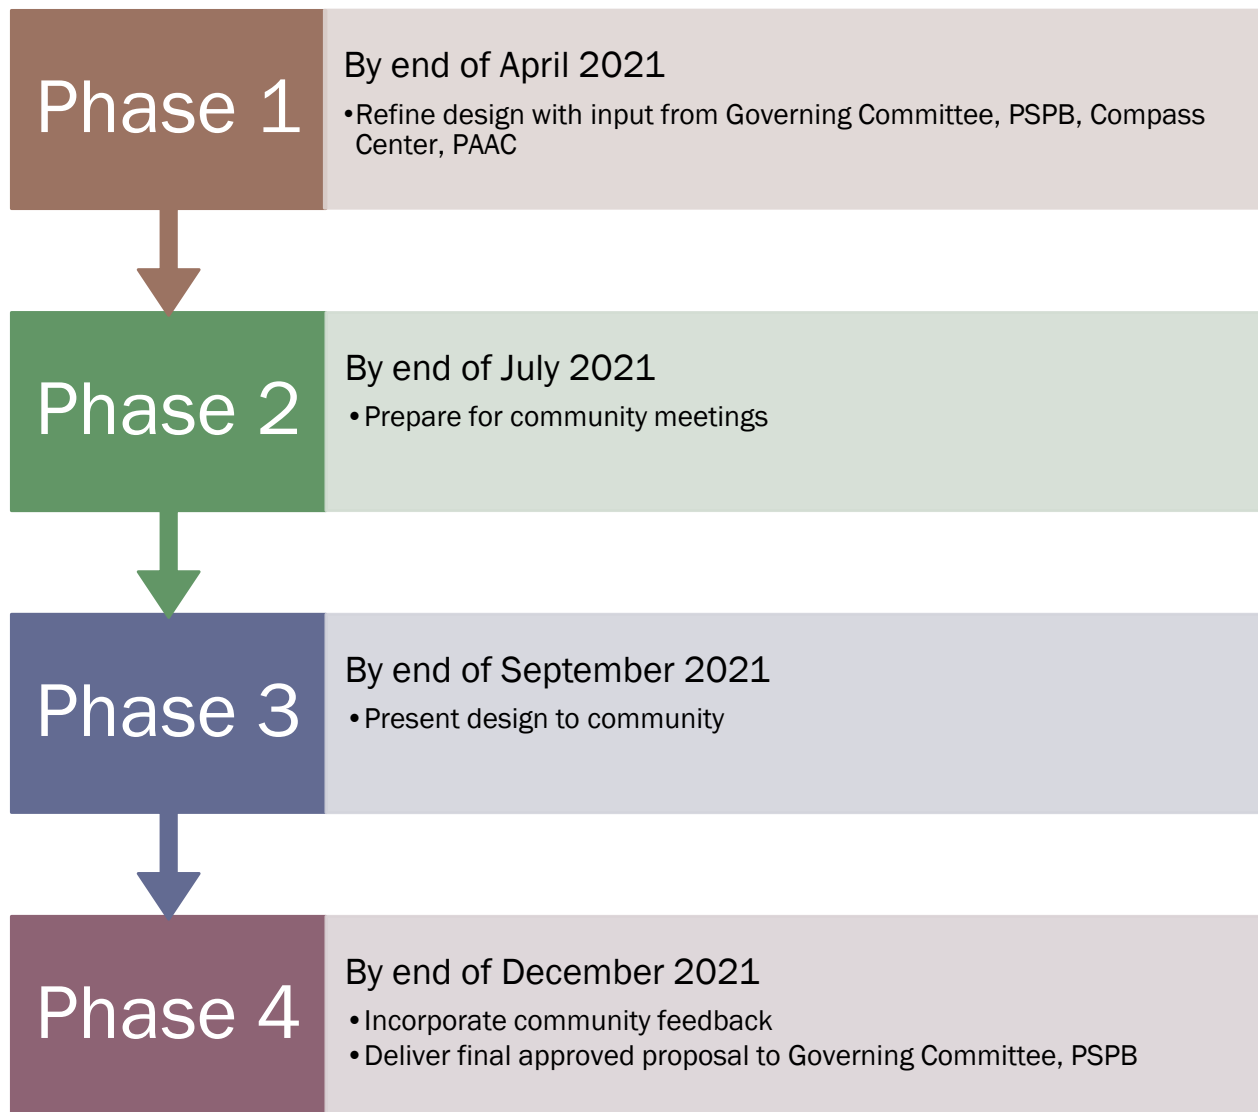 Phase 1
By end of April 2021
•Refine design with input from Governing Committee, PSPB, Compass
Center, PAAC
Phase 2
By end of July 2021
•Prepare for community meetings
Phase 3
By end of September 2021
•Present design to community
Phase 4
By end of December 2021
•Incorporate community feedback
•Deliver final approved proposal to Governing Committee, PSPB